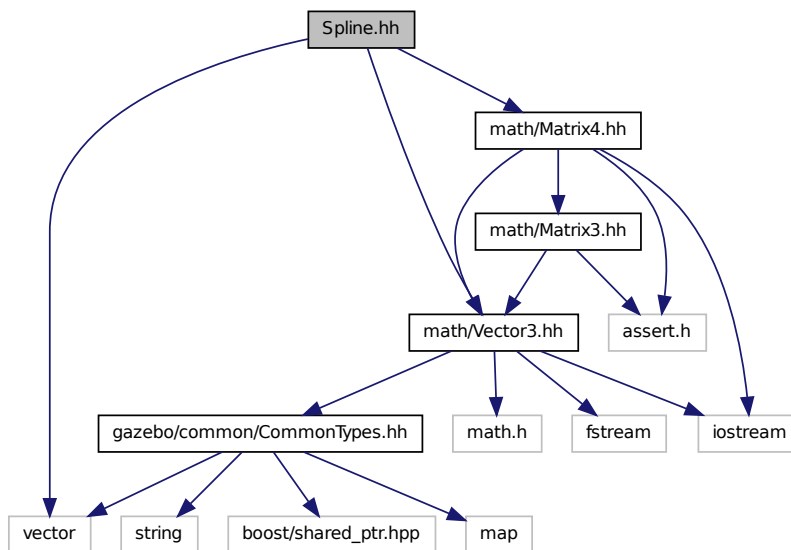 Spline.hh
math/Matrix4.hh
math/Matrix3.hh
math/Vector3.hh
assert.h
gazebo/common/CommonTypes.hh
math.h
fstream
iostream
vector
string
boost/shared_ptr.hpp
map